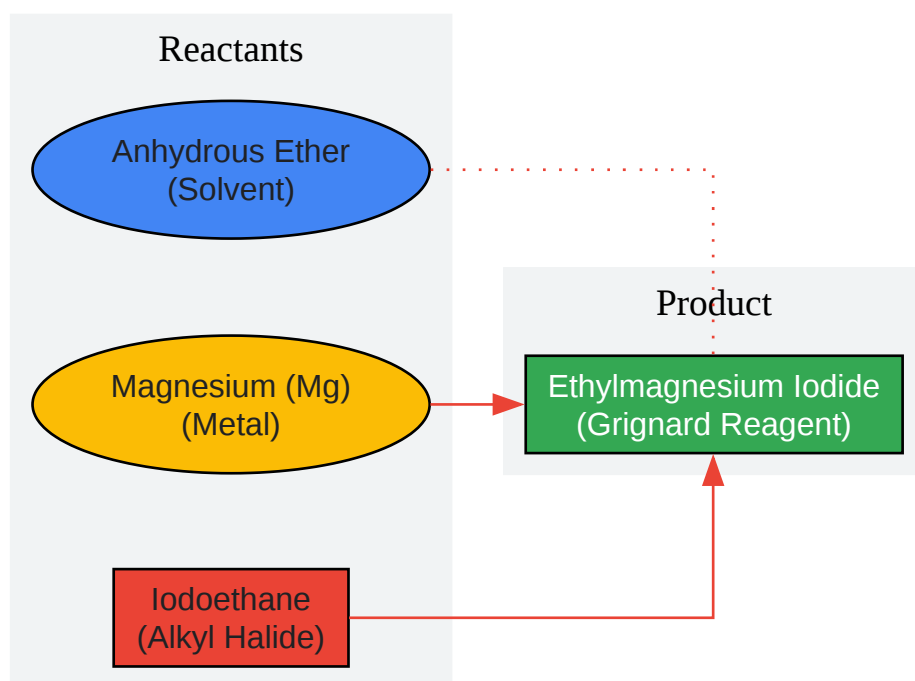 Reactants
Anhydrous Ether
(Solvent)
Product
Magnesium (Mg)
(Metal)
Ethylmagnesium Iodide
(Grignard Reagent)
Iodoethane
(Alkyl Halide)